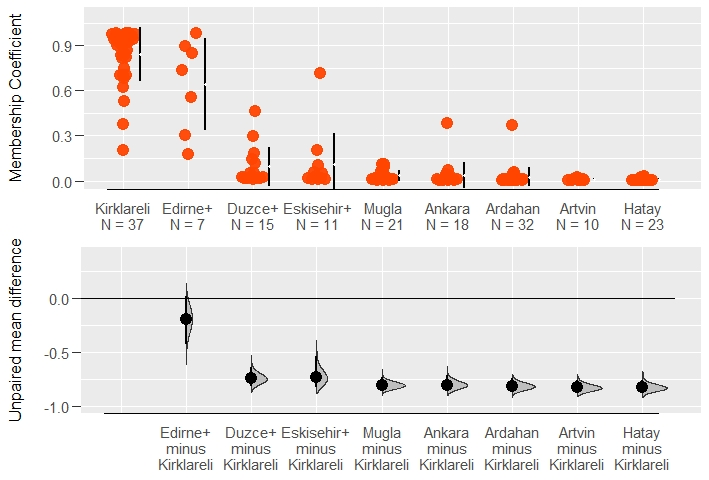 Membership Coefficient
0.9
0.6
0.3
0.0
Kirklareli Edirne+ Duzce+ Eskisehir+ Mugla Ankara Ardahan Artvin Hatay
N = 37 N = 7 N = 15 N = 11 N = 21 N = 18 N = 32 N = 10 N = 23
Unpaired mean difference
0.0
-0.5
-1.0
Edirne+ Duzce+ Eskisehir+ Mugla Ankara Ardahan Artvin Hatay
minus minus minus minus minus minus minus minus
Kirklareli Kirklareli Kirklareli Kirklareli Kirklareli Kirklareli Kirklareli Kirklareli